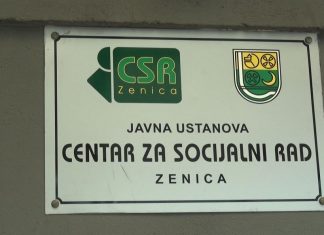 CSR
Zenica
JAVNA USTANOVA
CENTAR ZA SOCIJALNI RAD
ZENICA